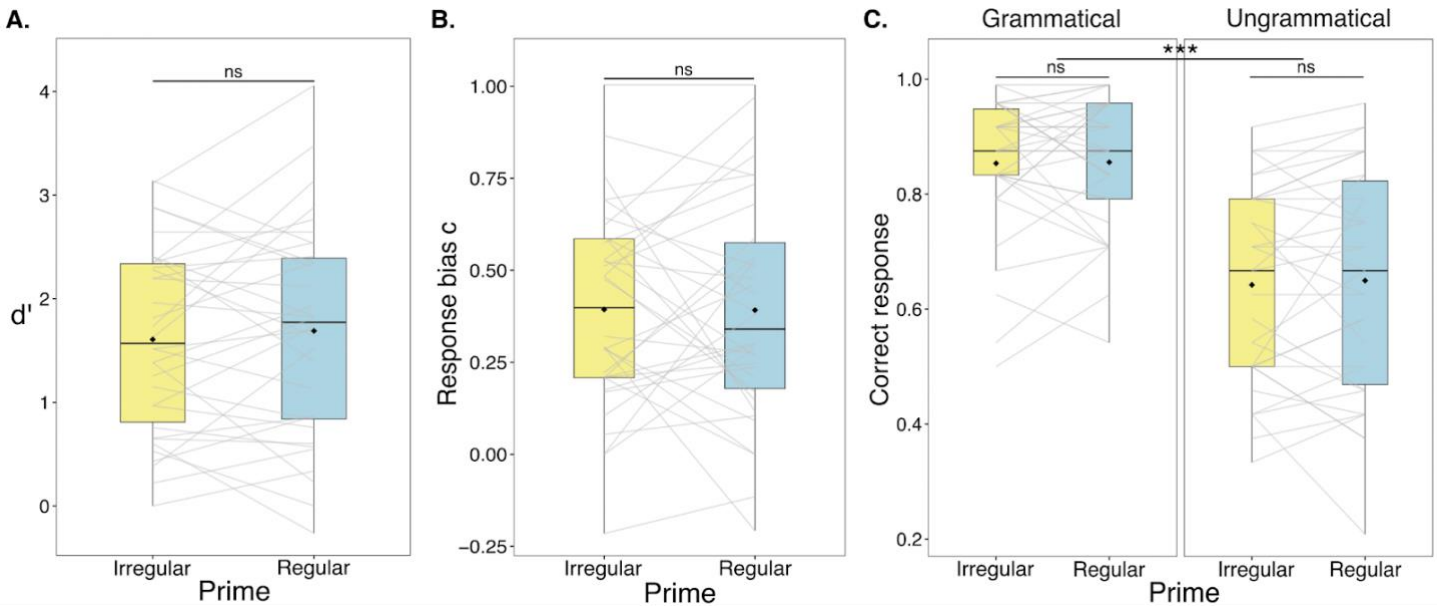 A.
ns
4
3
2
1
0
d'
Irregular
Regular
Prime
B.
ns
1.00
0.75
0.50
0.25
0.00
−0.25
Response bias c
Irregular
Regular
Prime
C.
Grammatical
Ungrammatical
***
ns
ns
1.0
0.8
0.6
0.4
0.2
Correct response
Irregular
Regular
Irregular
Regular
Prime